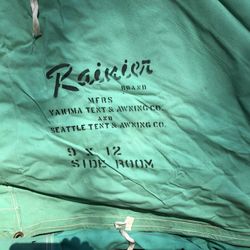 Rainier
BRAND
MFRS
YAKIMA TENT & AWNING CO.
AND
SEATTLE TENT & AWNING CO.
9 X 12
SIDE ROOM